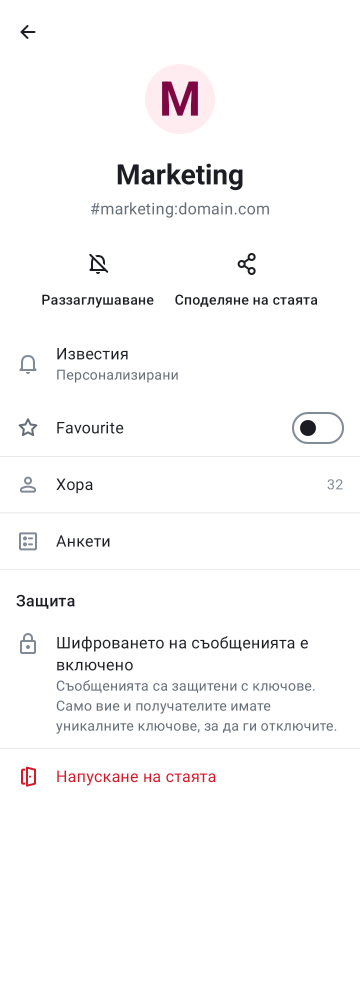 M
Marketing
#marketing:domain.com
Раззаглушаване
Споделяне на стаята
Известия
Персонализирани
Favourite
Хора
32
Анкети
Защита
Шифроването на съобщенията е
включено
Съобщенията са защитени с ключове.
Само вие и получателите имате
уникалните ключове, за да ги отключите.
Напускане на стаята